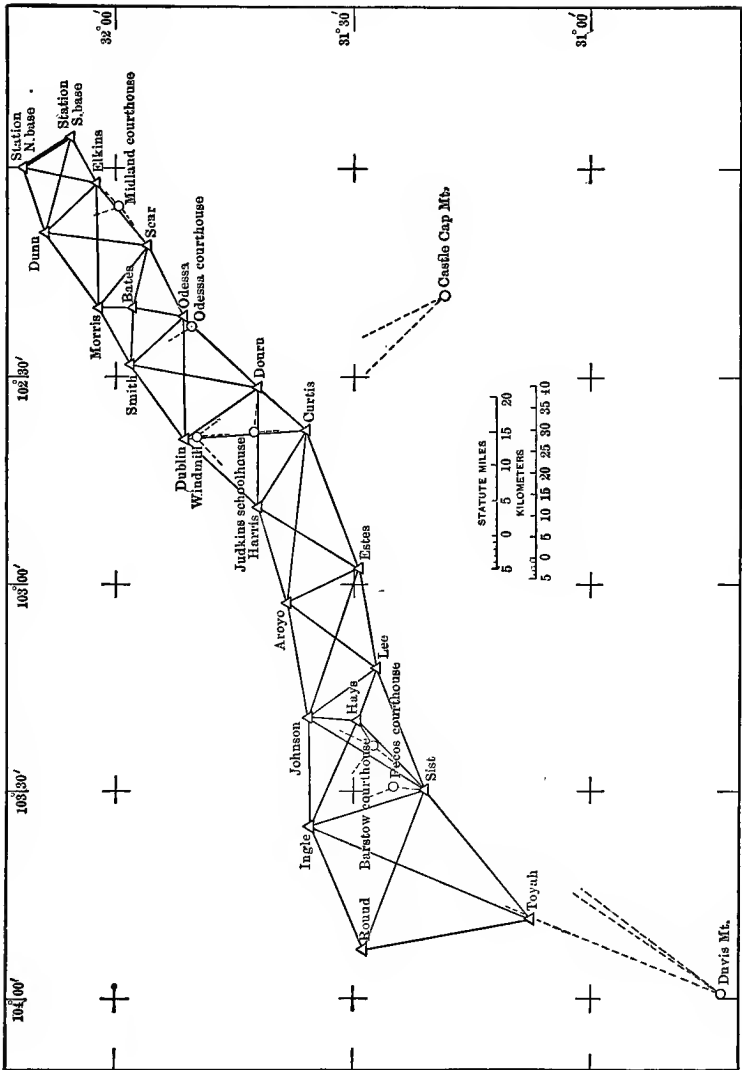 32° 00′
31° 30′
31° 00′
102° 30′
103° 00′
103° 30′
104° 00′
Station
N. base
Station
S. base
Elkins
Midland courthouse
Dunn
Scar
Bates
Morris
Odessa
Odessa courthouse
Smith
Dourn
Castle Cap Mt.
Curtis
Dublin
Windmill
Judkins schoolhouse
Harris
Estes
Aroyo
Lee
Hays
Johnson
Pecos courthouse
Barstow courthouse
Sist
Ingle
Toyah
Round
Davis Mt.
STATUTE MILES
5 0 5 10 15 20
KILOMETERS
5 0 5 10 15 20 25 30 35 40